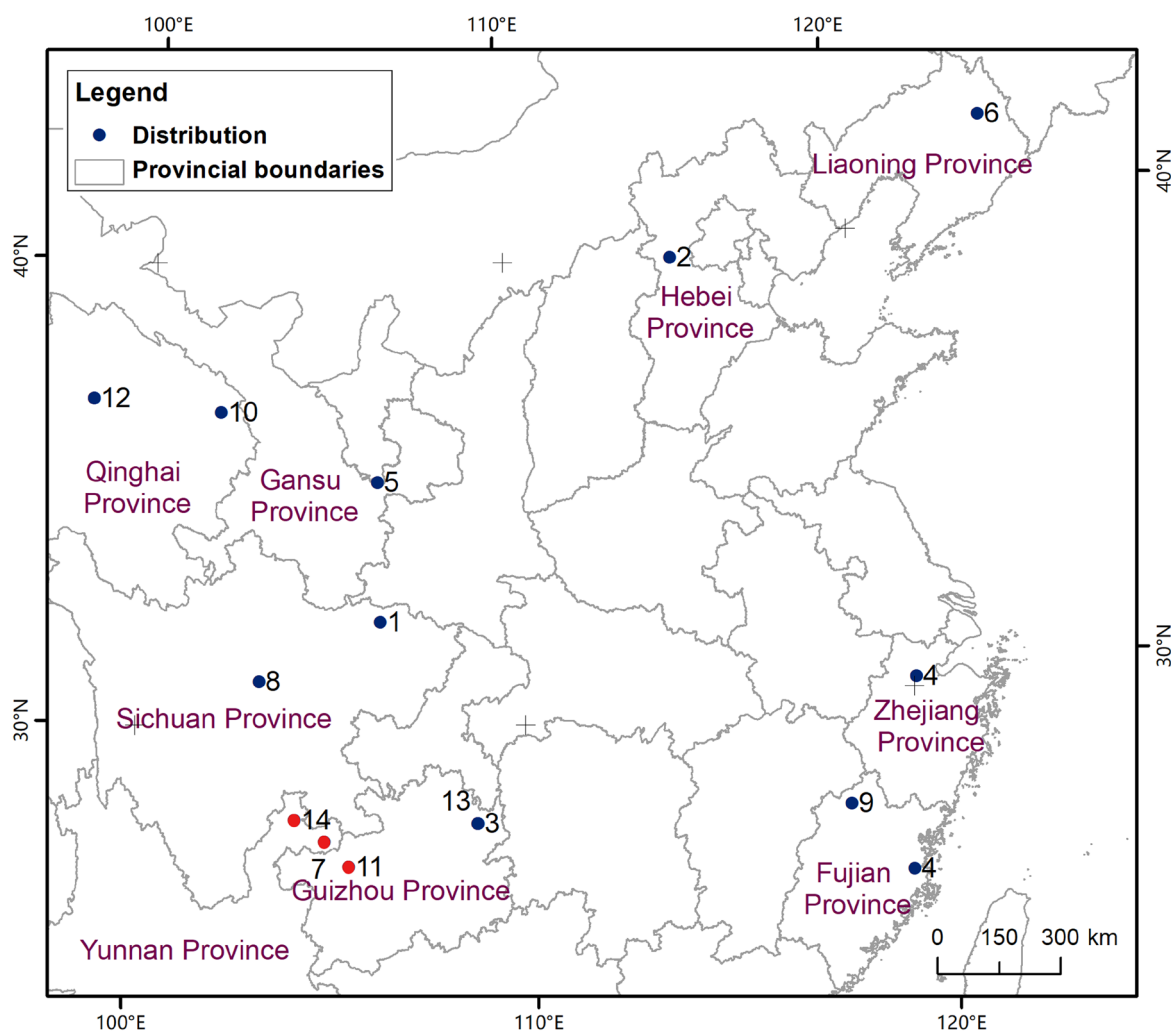 100°E
110°E
120°E
Legend
Distribution
Provincial boundaries
6
Liaoning Province
40°N
40°N
2
Hebei
Province
12
10
Qinghai
Province
Gansu
Province
5
1
30°N
8
4
Sichuan Province
30°N
Zhejiang
Province
13
3
14
9
7
11
Guizhou Province
4
Fujian
Province
Yunnan Province
0 150 300 km
100°E
110°E
120°E